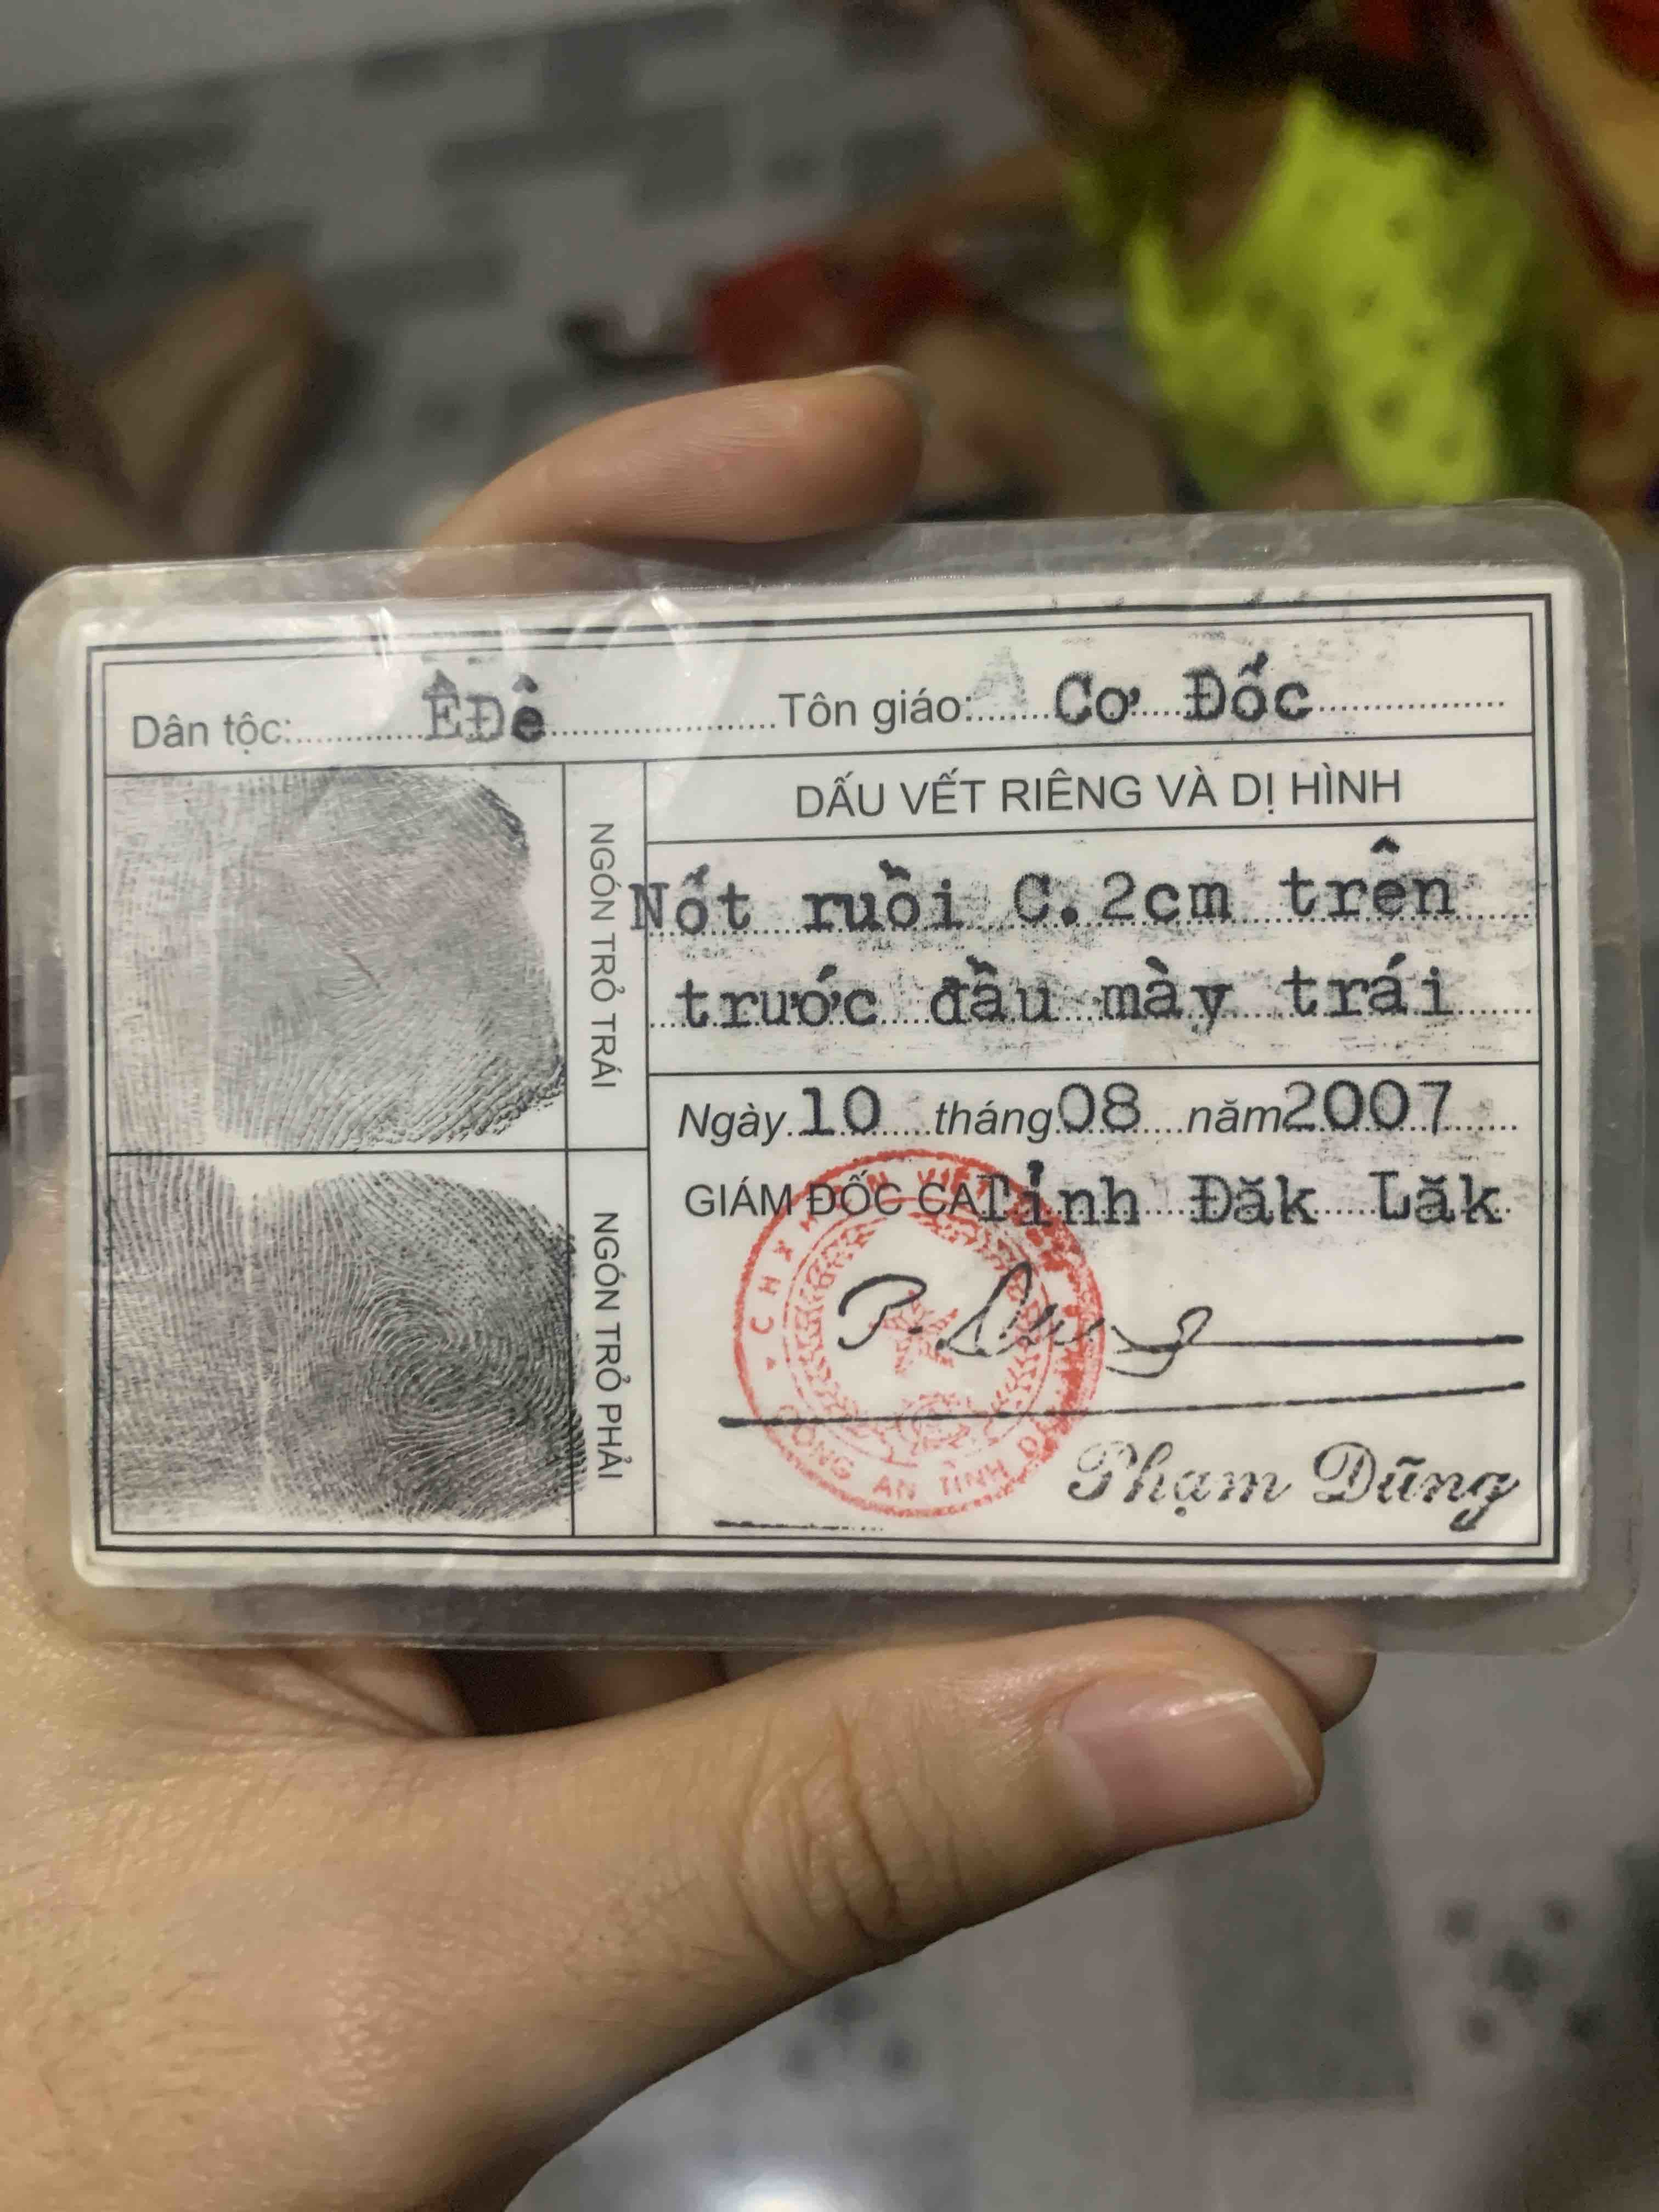 Dân tộc: ÊĐê Tôn giáo: Cơ Đốc
NGÓN TRỎ TRÁI
DẤU VẾT RIÊNG VÀ DỊ HÌNH
Nốt ruồi C.2cm trên
trước đầu mày trái
NGÓN TRỎ PHẢI
Ngày 10 tháng 08 năm 2007
GIÁM ĐỐC CA Tỉnh Đăk Lăk
P. Dũng
CÔNG AN TỈNH
Phạm Dũng